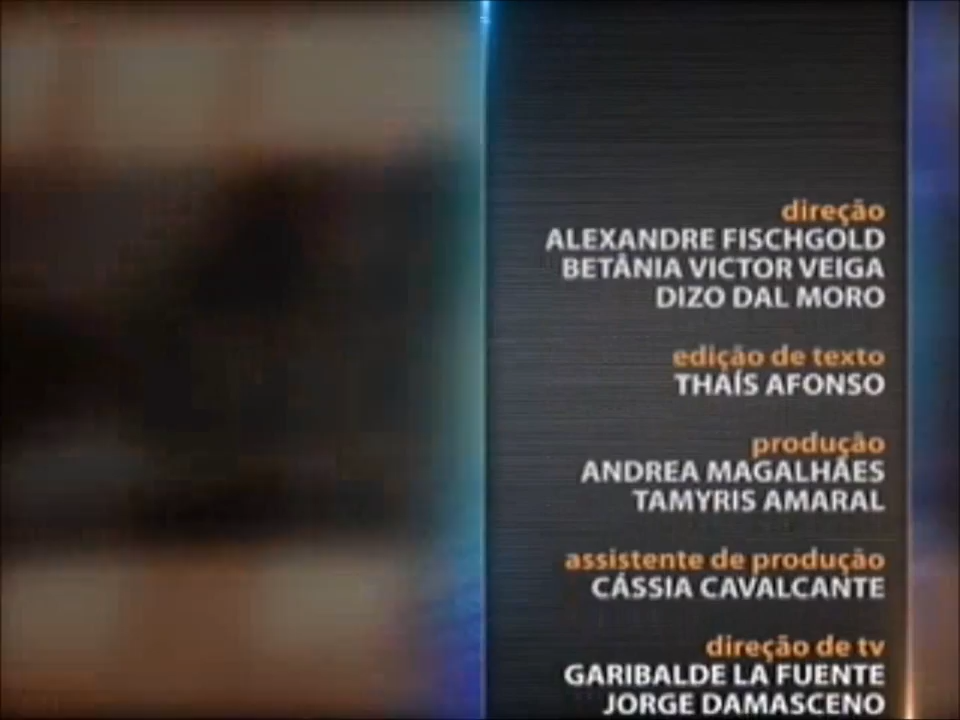 direção
ALEXANDRE FISCHGOLD
BETÂNIA VICTOR VEIGA
DIZO DAL MORO
edição de texto
THAÍS AFONSO
produção
ANDREA MAGALHÃES
TAMYRIS AMARAL
assistente de produção
CÁSSIA CAVALCANTE
direção de tv
GARIBALDE LA FUENTE
JORGE DAMASCENO